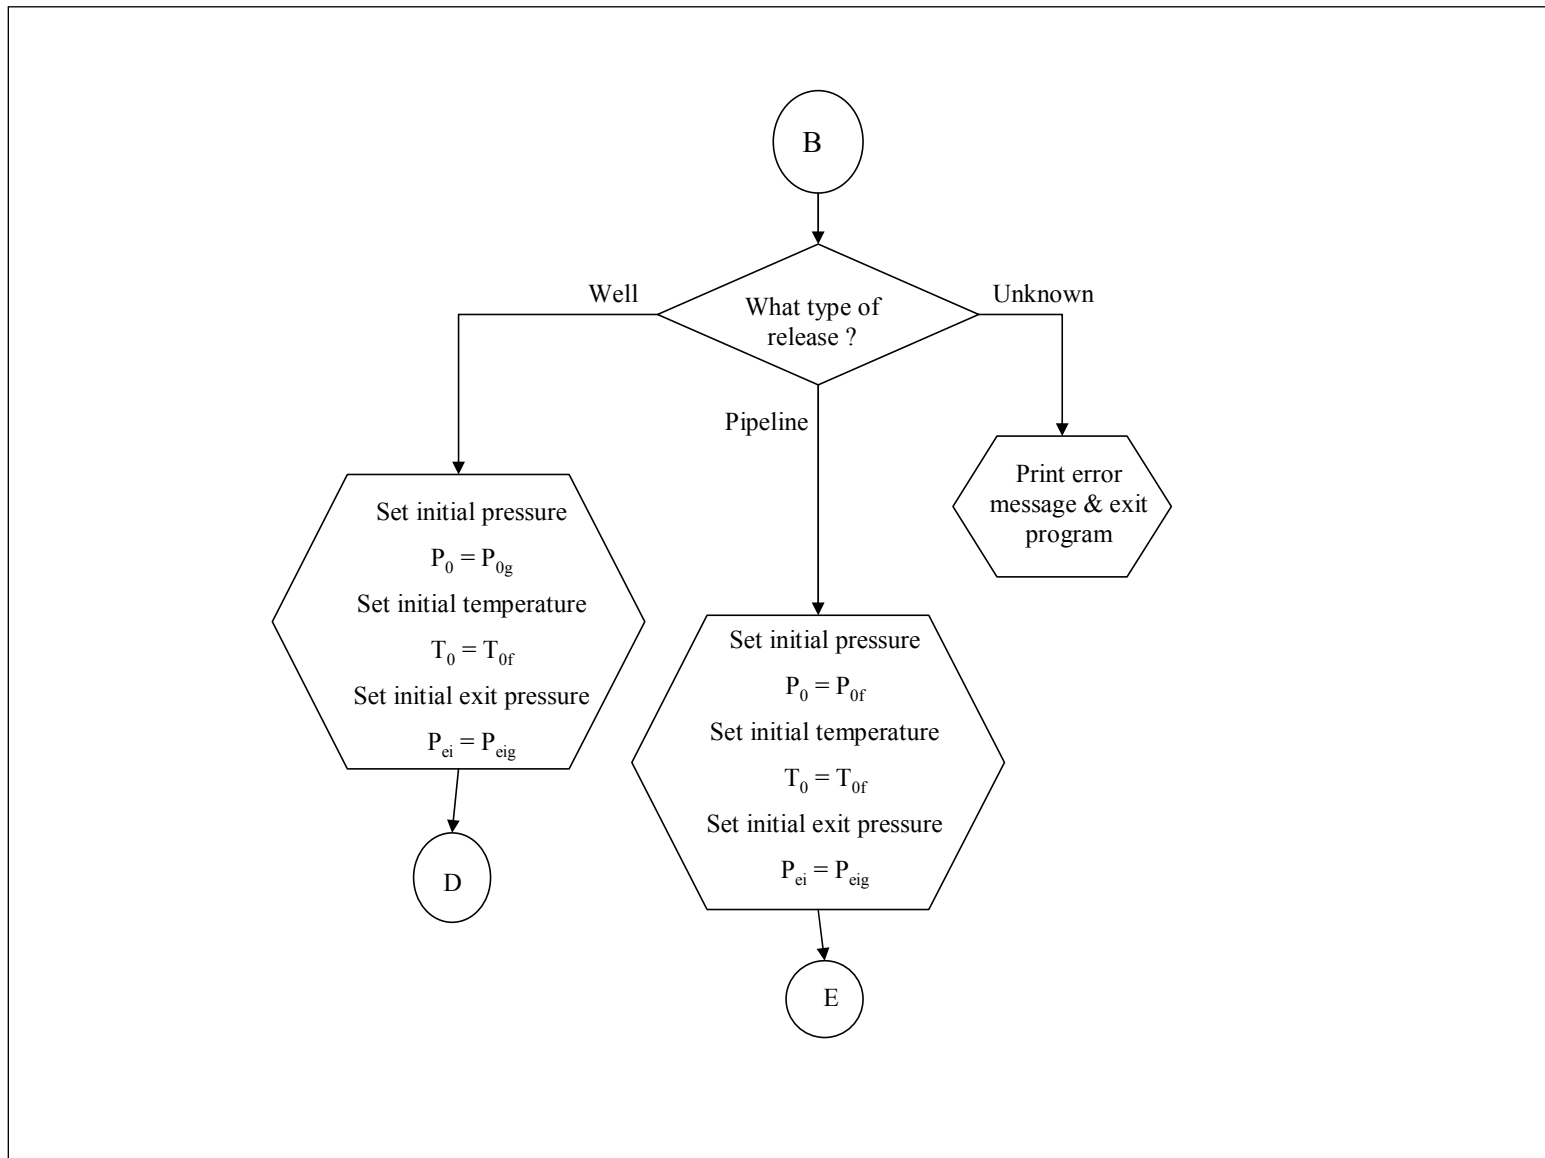 B
Well
Unknown
What type of
release ?
Pipeline
Print error
message & exit
program
Set initial pressure
P₀ = P₀g
Set initial temperature
T₀ = T₀f
Set initial exit pressure
Pei = Peig
D
Set initial pressure
P₀ = P₀f
Set initial temperature
T₀ = T₀f
Set initial exit pressure
Pei = Peig
E